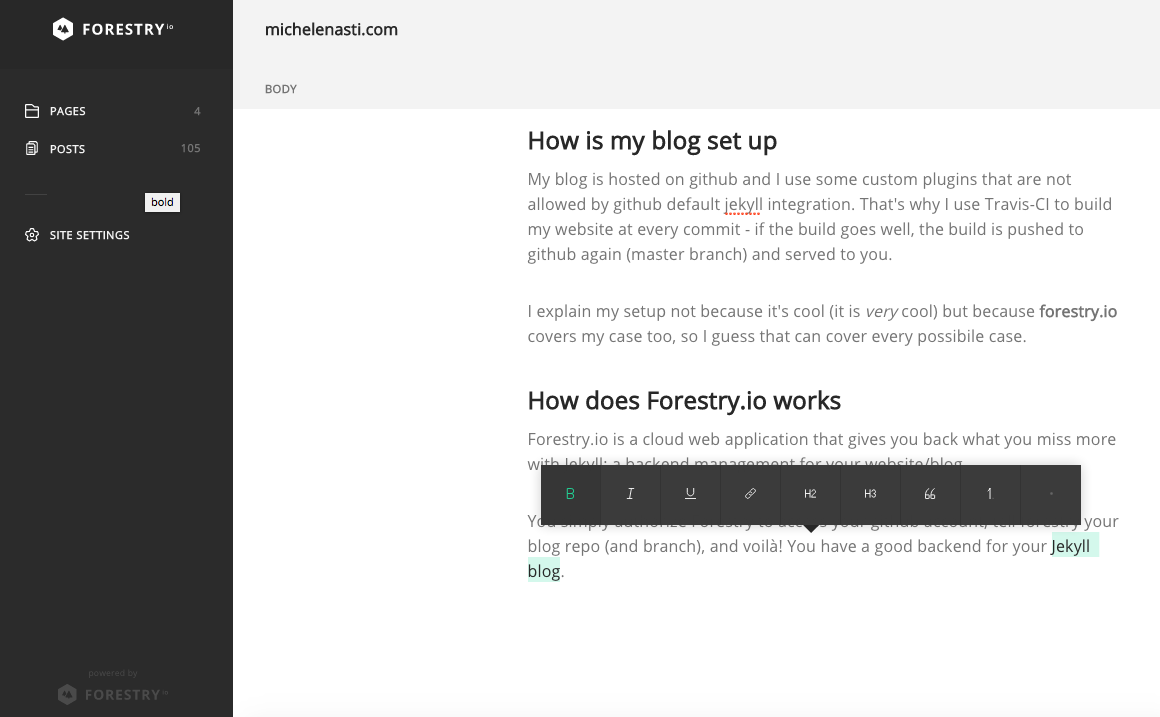 FORESTRY io
michelenasti.com
BODY
PAGES 4
POSTS 105
bold
SITE SETTINGS
How is my blog set up
My blog is hosted on github and I use some custom plugins that are not
allowed by github default jekyll integration. That's why I use Travis-CI to build
my website at every commit - if the build goes well, the build is pushed to
github again (master branch) and served to you.
I explain my setup not because it's cool (it is very cool) but because forestry.io
covers my case too, so I guess that can cover every possibile case.
How does Forestry.io works
Forestry.io is a cloud web application that gives you back what you miss more
with Jekyll: a backend management for your website/blog.
B I U H2 H3 66 1
You simply authorize Forestry to access your github account, tell forestry your
blog repo (and branch), and voilà! You have a good backend for your Jekyll
blog.
powered by
FORESTRY io